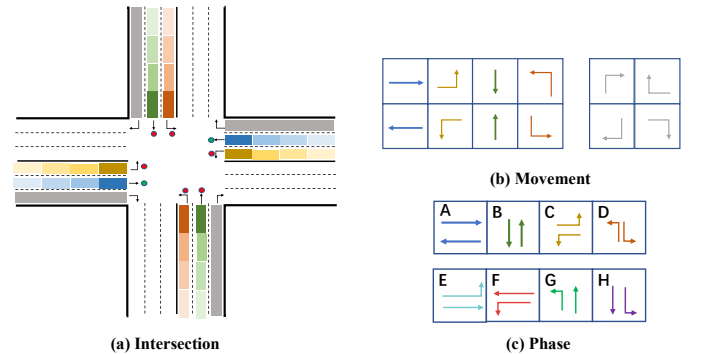 (b) Movement
A B C D
E F G H
(a) Intersection
(c) Phase